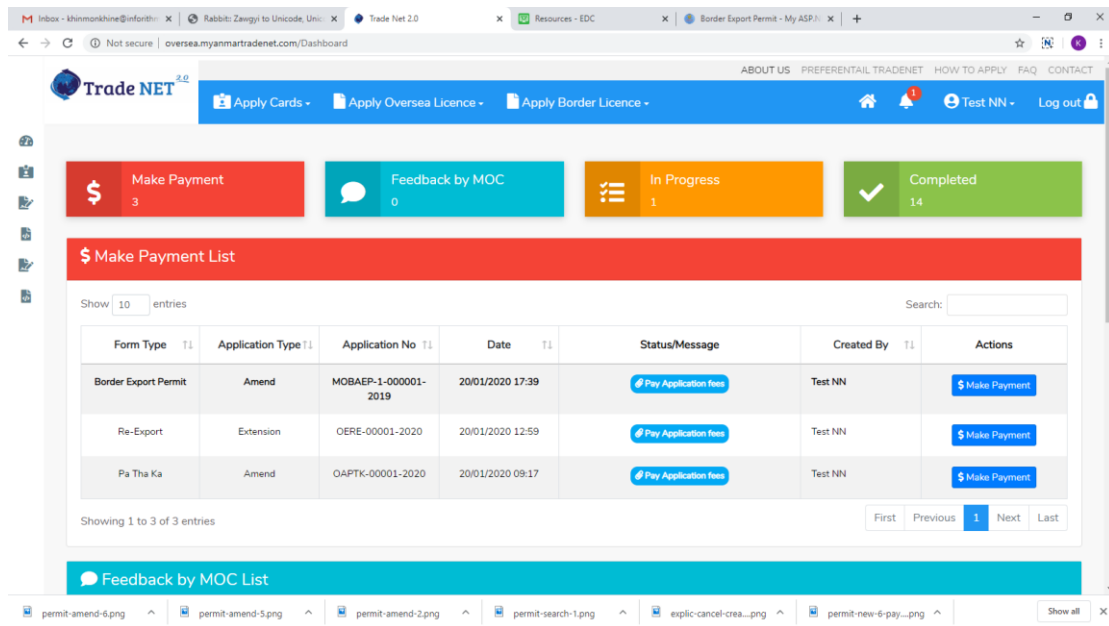 Inbox - khinmonkhine@inforithm
Rabbit: Zawgyi to Unicode, Unic
Trade Net 2.0
Resources - EDC
Border Export Permit - My ASP.N
Not secure | oversea.myanmartradenet.com/Dashboard
ABOUT US PREFERENTAIL TRADENET HOW TO APPLY FAQ CONTACT
Trade NET 2.0
Apply Cards Apply Oversea Licence Apply Border Licence 1 Test NN Log out
Make Payment
3
Feedback by MOC
0
In Progress
1
Completed
14
$ Make Payment List
Show 10 entries Search:
Form Type Application Type Application No Date Status/Message Created By Actions
Border Export Permit Amend MOBAEP-1-000001-2019 20/01/2020 17:39 Pay Application fees Test NN $ Make Payment
Re-Export Extension OERE-00001-2020 20/01/2020 12:59 Pay Application fees Test NN $ Make Payment
Pa Tha Ka Amend OAPTK-00001-2020 20/01/2020 09:17 Pay Application fees Test NN $ Make Payment
Showing 1 to 3 of 3 entries First Previous 1 Next Last
Feedback by MOC List
permit-amend-6.png permit-amend-5.png permit-amend-2.png permit-search-1.png explic-cancel-crea....png permit-new-6-pay....png Show all